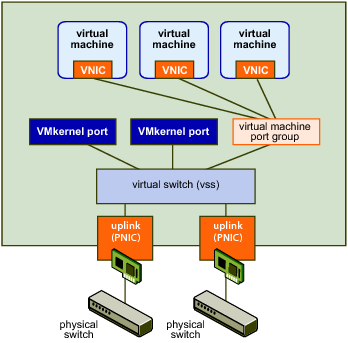 virtual
machine
VNIC
virtual
machine
VNIC
virtual
machine
VNIC
VMkernel port
VMkernel port
virtual machine
port group
virtual switch (vss)
uplink
(PNIC)
uplink
(PNIC)
physical
switch
physical
switch